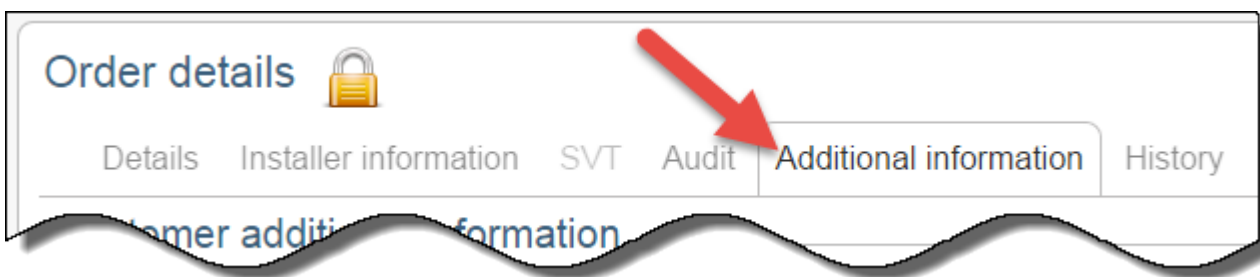 Order details
Details Installer information SVT Audit Additional information History